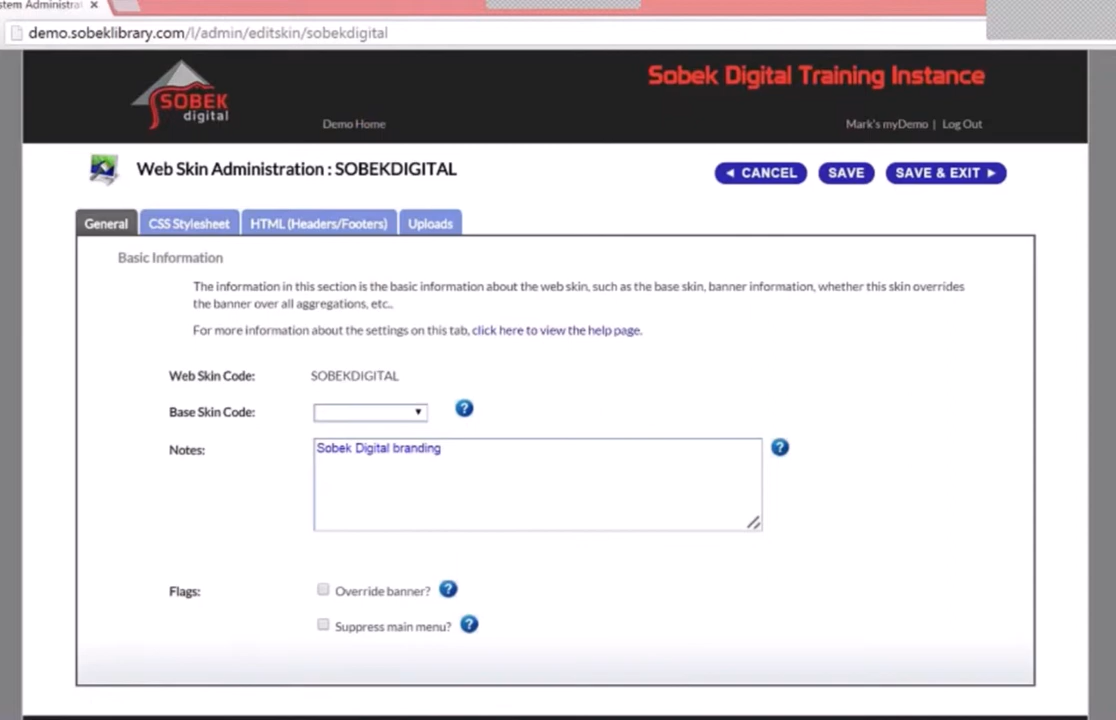 stem Administrat ×
demo.sobeklibrary.com/l/admin/editskin/sobekdigital
SOBEK
digital
Sobek Digital Training Instance
Demo Home
Mark's myDemo | Log Out
Web Skin Administration : SOBEKDIGITAL
◄ CANCEL
SAVE
SAVE & EXIT ►
General
CSS Stylesheet
HTML (Headers/Footers)
Uploads
Basic Information
The information in this section is the basic information about the web skin, such as the base skin, banner information, whether this skin overrides
the banner over all aggregations, etc..
For more information about the settings on this tab, click here to view the help page.
Web Skin Code: SOBEKDIGITAL
Base Skin Code:
?
Notes: Sobek Digital branding
?
Flags: Override banner? ?
Suppress main menu? ?